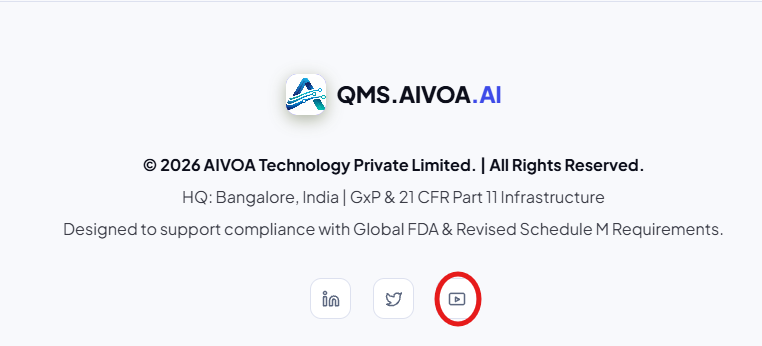 QMS.AIVOA.AI
© 2026 AIVOA Technology Private Limited. | All Rights Reserved.
HQ: Bangalore, India | GxP & 21 CFR Part 11 Infrastructure
Designed to support compliance with Global FDA & Revised Schedule M Requirements.
in